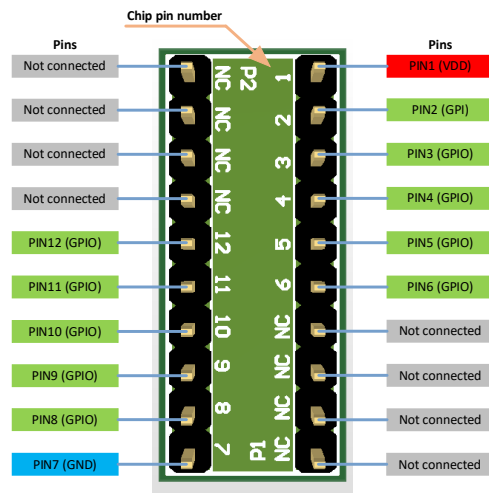 Chip pin number
Pins
Pins
Not connected
NC
P2
1
PIN1 (VDD)
Not connected
NC
2
PIN2 (GPI)
Not connected
NC
3
PIN3 (GPIO)
Not connected
NC
4
PIN4 (GPIO)
PIN12 (GPIO)
12
5
PIN5 (GPIO)
PIN11 (GPIO)
11
6
PIN6 (GPIO)
PIN10 (GPIO)
10
NC
Not connected
PIN9 (GPIO)
9
NC
Not connected
PIN8 (GPIO)
8
NC
Not connected
PIN7 (GND)
7
P1
NC
Not connected